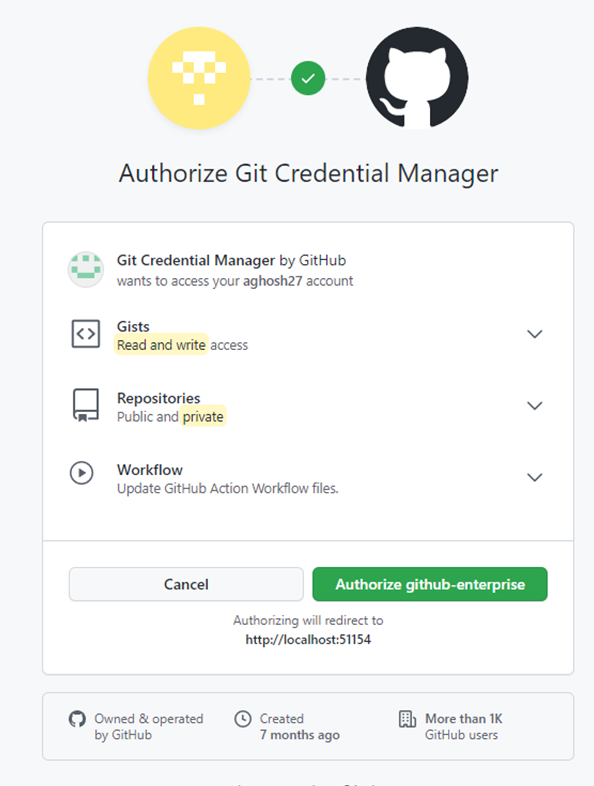 Authorize Git Credential Manager
Git Credential Manager by GitHub
wants to access your aghosh27 account
Gists
Read and write access
Repositories
Public and private
Workflow
Update GitHub Action Workflow files.
Cancel
Authorize github-enterprise
Authorizing will redirect to
http://localhost:51154
Owned & operated
by GitHub
Created
7 months ago
More than 1K
GitHub users